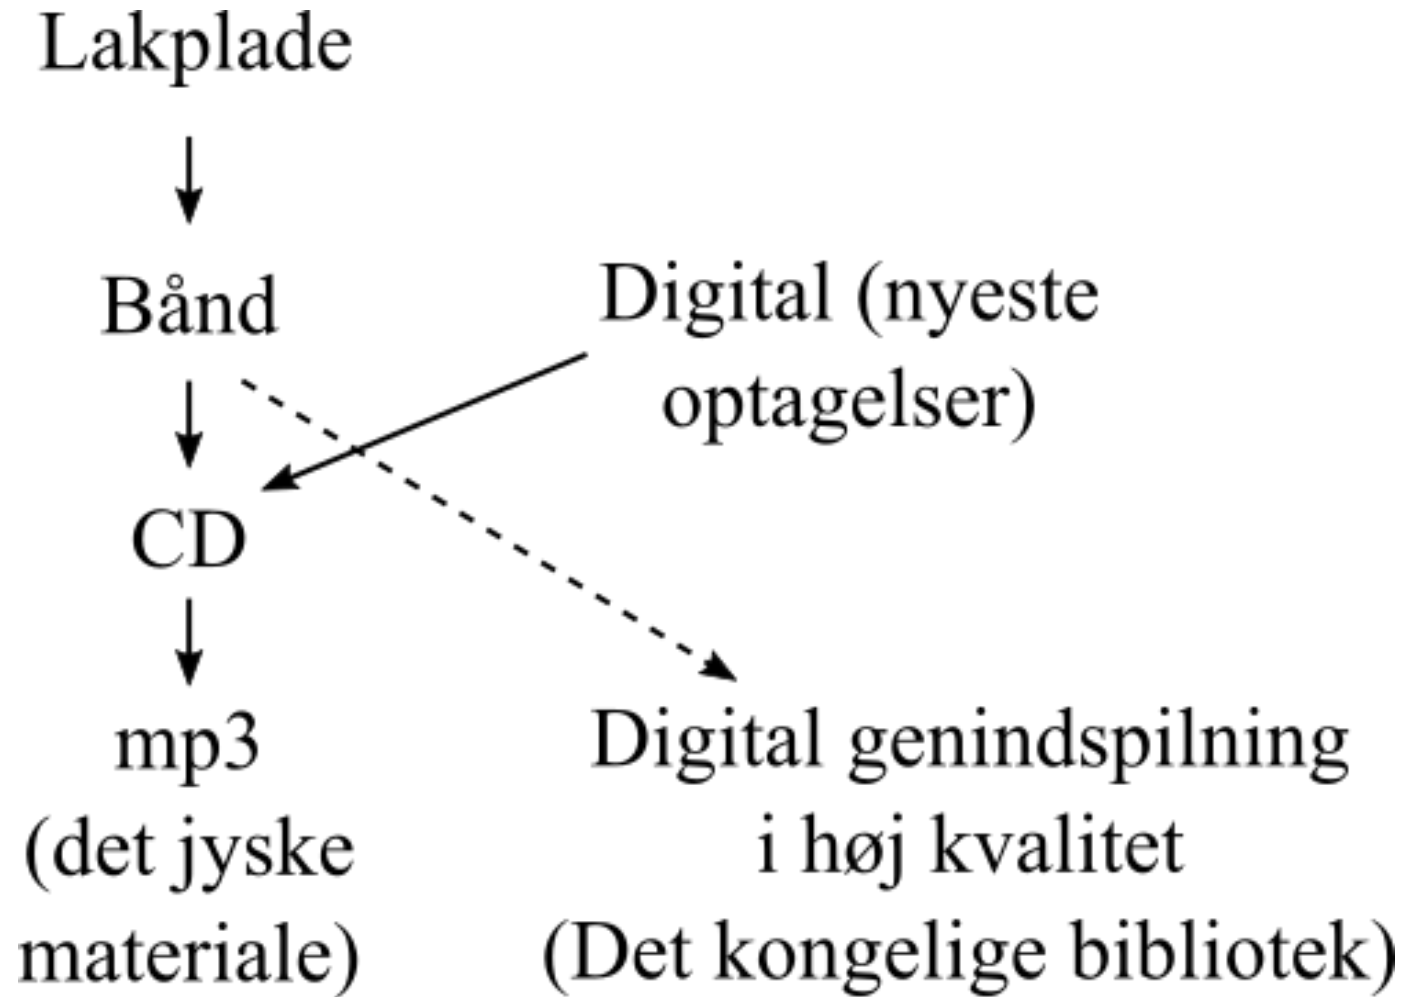 Lakplade
Bånd
Digital (nyeste
optagelser)
CD
mp3
(det jyske
materiale)
Digital genindspilning
i høj kvalitet
(Det kongelige bibliotek)